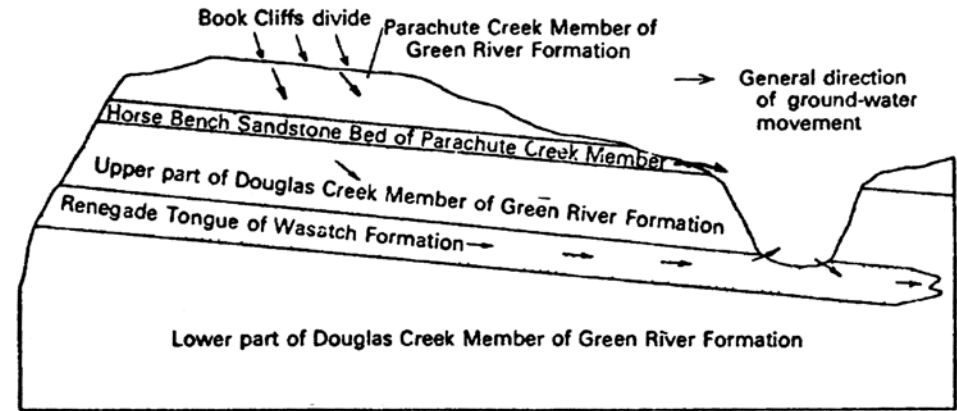 Book Cliffs divide
Parachute Creek Member of
Green River Formation
General direction
of ground-water
movement
Horse Bench Sandstone Bed of Parachute Creek Member
Upper part of Douglas Creek Member of Green River Formation
Renegade Tongue of Wasatch Formation
Lower part of Douglas Creek Member of Green River Formation